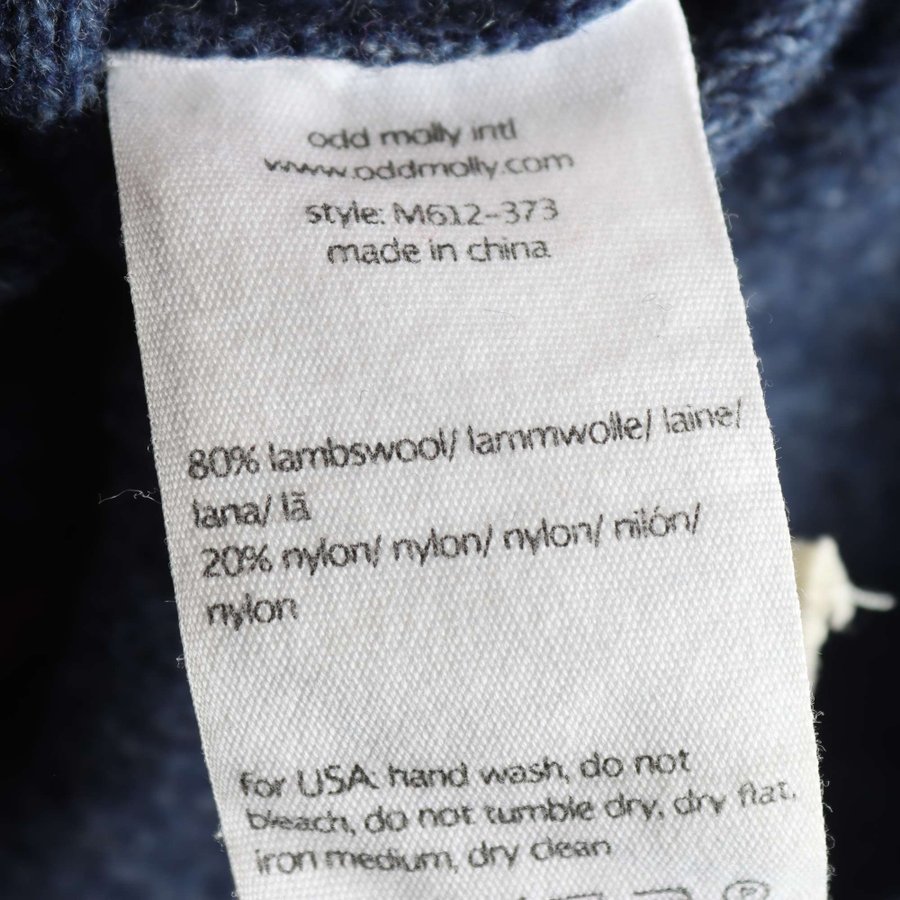 odd molly intl
www.oddmolly.com
style: M612-373
made in china
80% lambswool/ lammwolle/ laine/
lana/ lã
20% nylon/ nylon/ nylon/ nilón/
nylon
for USA: hand wash, do not
bleach, do not tumble dry, dry flat,
iron medium, dry clean